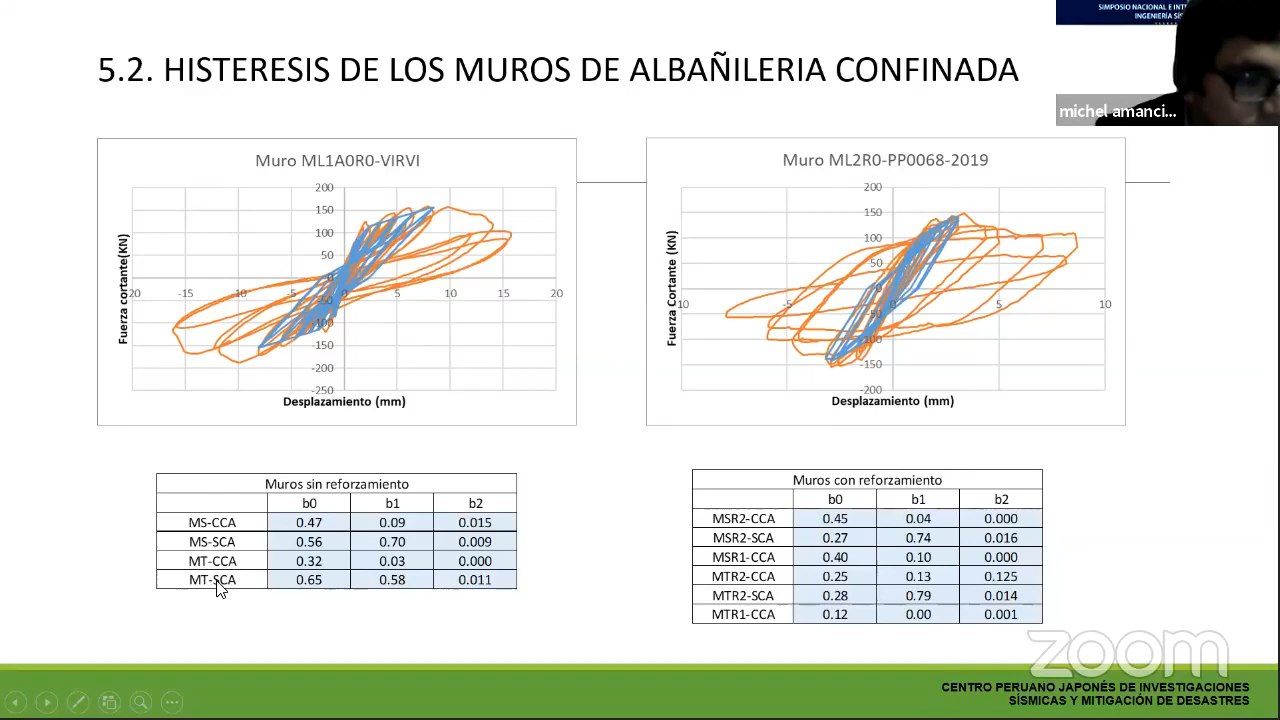 SIMPOSIO NACIONAL E INT
INGENIERÍA SÍS
5.2. HISTERESIS DE LOS MUROS DE ALBAÑILERIA CONFINADA
michel amanci...
Muro ML1A0R0-VIRVI
200
150
100
50
0
-50
-100
-150
-200
-250
-20 -15 -10 -5 0 5 10 15 20
Fuerza cortante(KN)
Desplazamiento (mm)
Muro ML2R0-PP0068-2019
200
150
100
50
0
-50
-100
-150
-200
-10 -5 0 5 10
Fuerza Cortante (KN)
Desplazamiento (mm)
Muros sin reforzamiento
b0 b1 b2
MS-CCA 0.47 0.09 0.015
MS-SCA 0.56 0.70 0.009
MT-CCA 0.32 0.03 0.000
MT-SCA 0.65 0.58 0.011
Muros con reforzamiento
b0 b1 b2
MSR2-CCA 0.45 0.04 0.000
MSR2-SCA 0.27 0.74 0.016
MSR1-CCA 0.40 0.10 0.000
MTR2-CCA 0.25 0.13 0.125
MTR2-SCA 0.28 0.79 0.014
MTR1-CCA 0.12 0.00 0.001
zoom
CENTRO PERUANO JAPONÉS DE INVESTIGACIONES
SÍSMICAS Y MITIGACIÓN DE DESASTRES